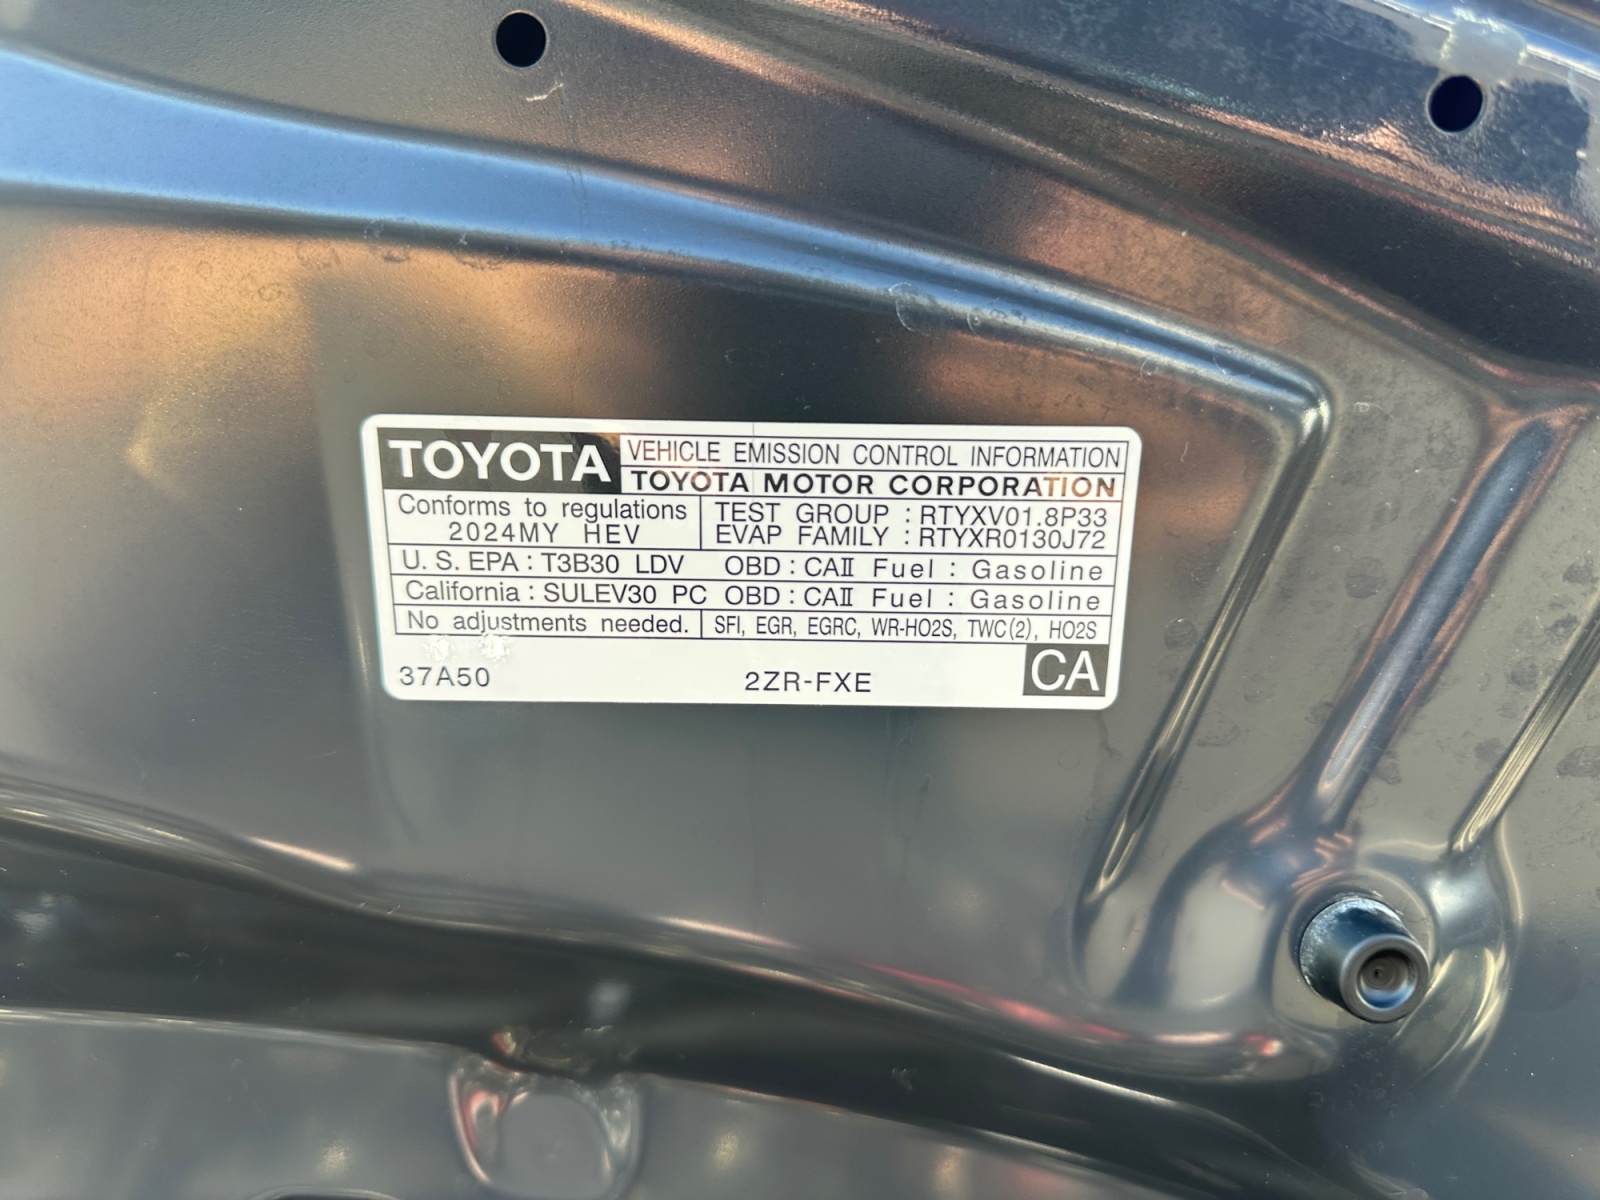 TOYOTA
VEHICLE EMISSION CONTROL INFORMATION
TOYOTA MOTOR CORPORATION
Conforms to regulations
2024MY HEV
TEST GROUP : RTYXV01.8P33
EVAP FAMILY : RTYXR0130J72
U. S. EPA : T3B30 LDV OBD : CAII Fuel : Gasoline
California : SULEV30 PC OBD : CAII Fuel : Gasoline
No adjustments needed.
SFI, EGR, EGRC, WR-HO2S, TWC(2), HO2S
37A50
2ZR-FXE
CA